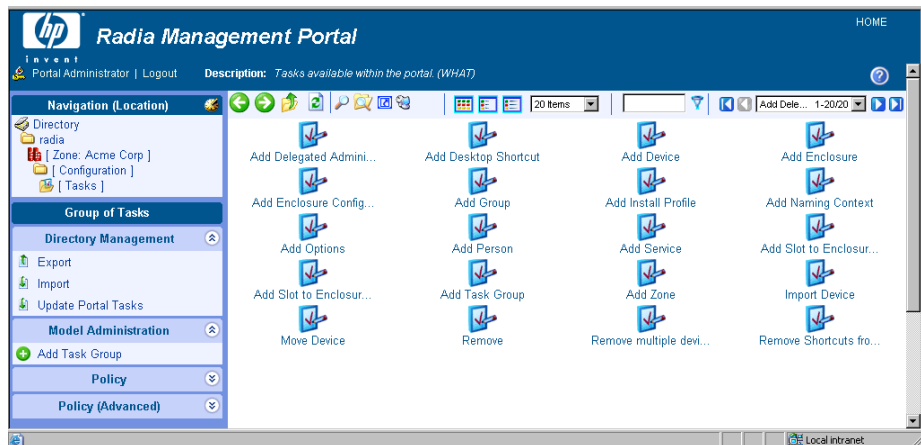 hp
invent
Radia Management Portal
HOME
Portal Administrator | Logout
Description: Tasks available within the portal. (WHAT)
Navigation (Location)
20 Items
Add Dele... 1-20/20
Directory
radia
[ Zone: Acme Corp ]
[ Configuration ]
[ Tasks ]
Group of Tasks
Directory Management
Export
Import
Update Portal Tasks
Model Administration
Add Task Group
Policy
Policy (Advanced)
Add Delegated Admini...
Add Desktop Shortcut
Add Device
Add Enclosure
Add Enclosure Config...
Add Group
Add Install Profile
Add Naming Context
Add Options
Add Person
Add Service
Add Slot to Enclosur...
Add Slot to Enclosur...
Add Task Group
Add Zone
Import Device
Move Device
Remove
Remove multiple devi...
Remove Shortcuts fro...
Local intranet